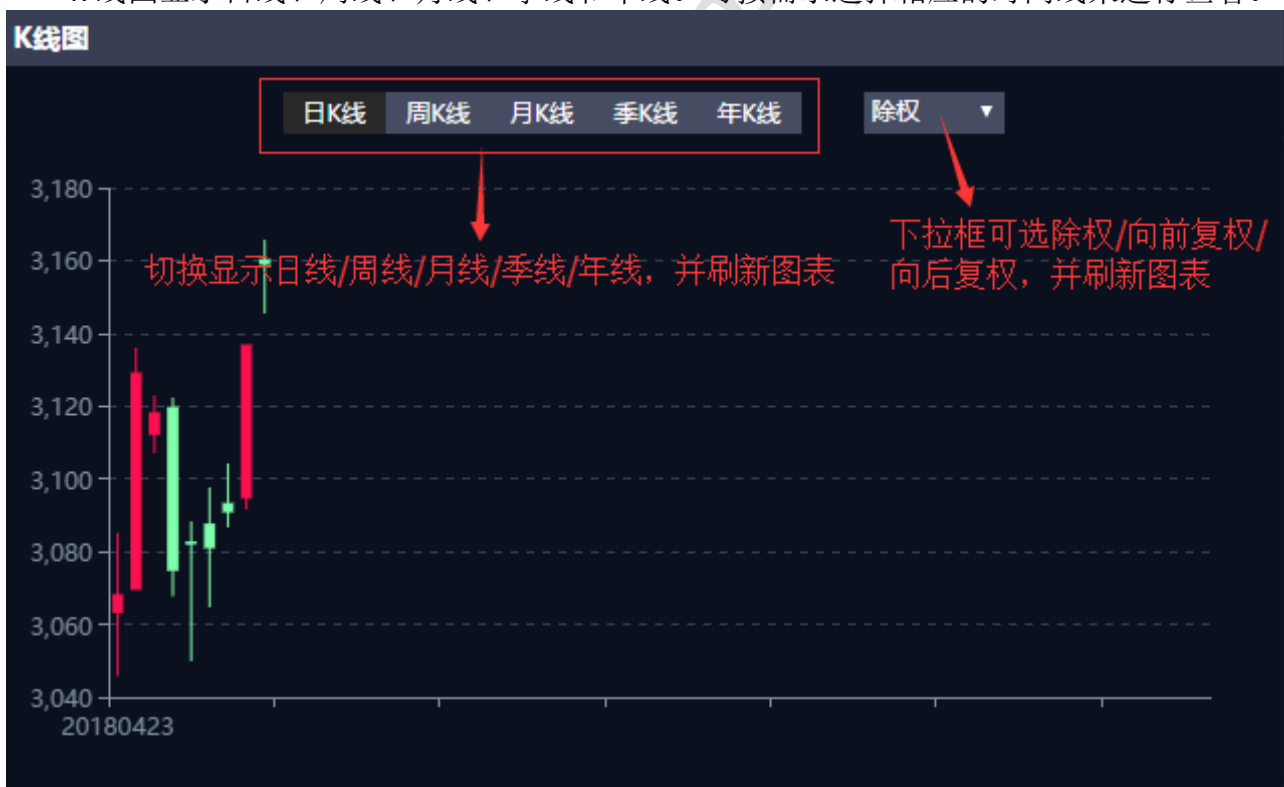 K线图
日K线 周K线 月K线 季K线 年K线 除权 ▼
3,180
3,160
3,140
3,120
3,100
3,080
3,060
3,040
20180423
切换显示日线/周线/月线/季线/年线，并刷新图表
下拉框可选除权/向前复权/
向后复权，并刷新图表